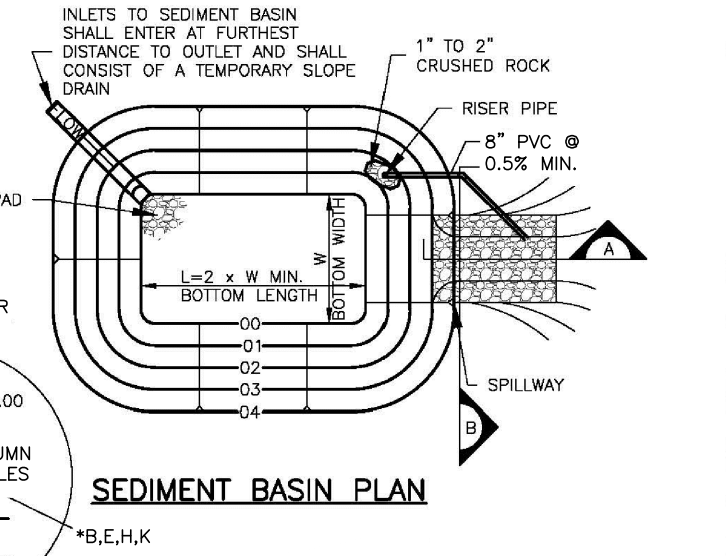 INLETS TO SEDIMENT BASIN
SHALL ENTER AT FURTHEST
DISTANCE TO OUTLET AND SHALL
CONSIST OF A TEMPORARY SLOPE
DRAIN
1" TO 2"
CRUSHED ROCK
RISER PIPE
8" PVC @
0.5% MIN.
FLOW
PAD
L=2 x W MIN.
BOTTOM LENGTH
W
BOTTOM WIDTH
A
00
01
02
03
04
R
SPILLWAY
.00
B
UMN
LES
SEDIMENT BASIN PLAN
*B,E,H,K